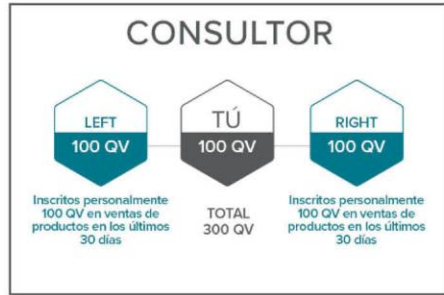 CONSULTOR
LEFT
100 QV
TÚ
100 QV
RIGHT
100 QV
Inscritos personalmente
100 QV en ventas de
productos en los últimos
30 días
TOTAL
300 QV
Inscritos personalmente
100 QV en ventas de
productos en los últimos
30 días